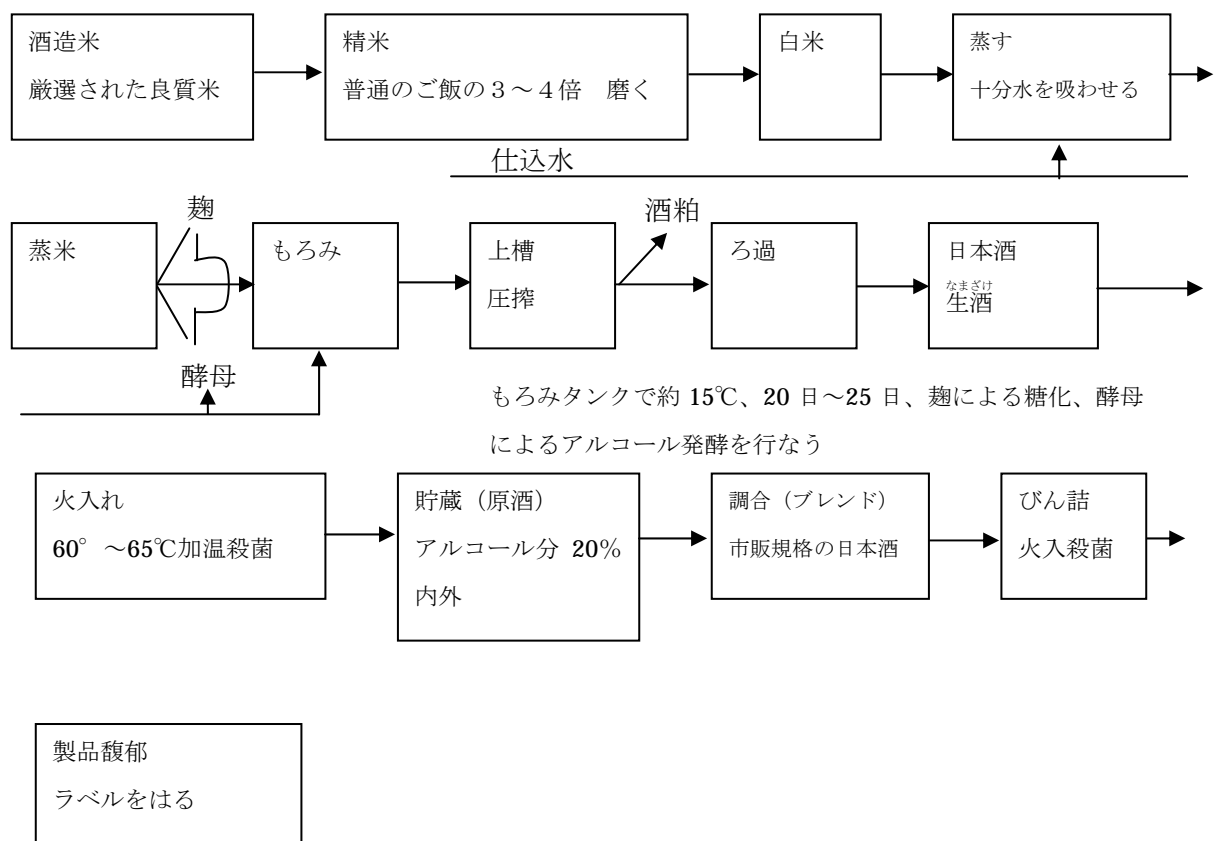 酒造米
厳選された良質米
精米
普通のご飯の３～４倍　磨く
白米
蒸す
十分水を吸わせる
仕込水
蒸米
麹
酵母
もろみ
上槽
圧搾
酒粕
ろ過
日本酒
なまざけ
生酒
もろみタンクで約 15℃、20 日～25 日、麹による糖化、酵母
によるアルコール発酵を行なう
火入れ
60°～65℃加温殺菌
貯蔵（原酒）
アルコール分 20％
内外
調合（ブレンド）
市販規格の日本酒
びん詰
火入殺菌
製品馥郁
ラベルをはる